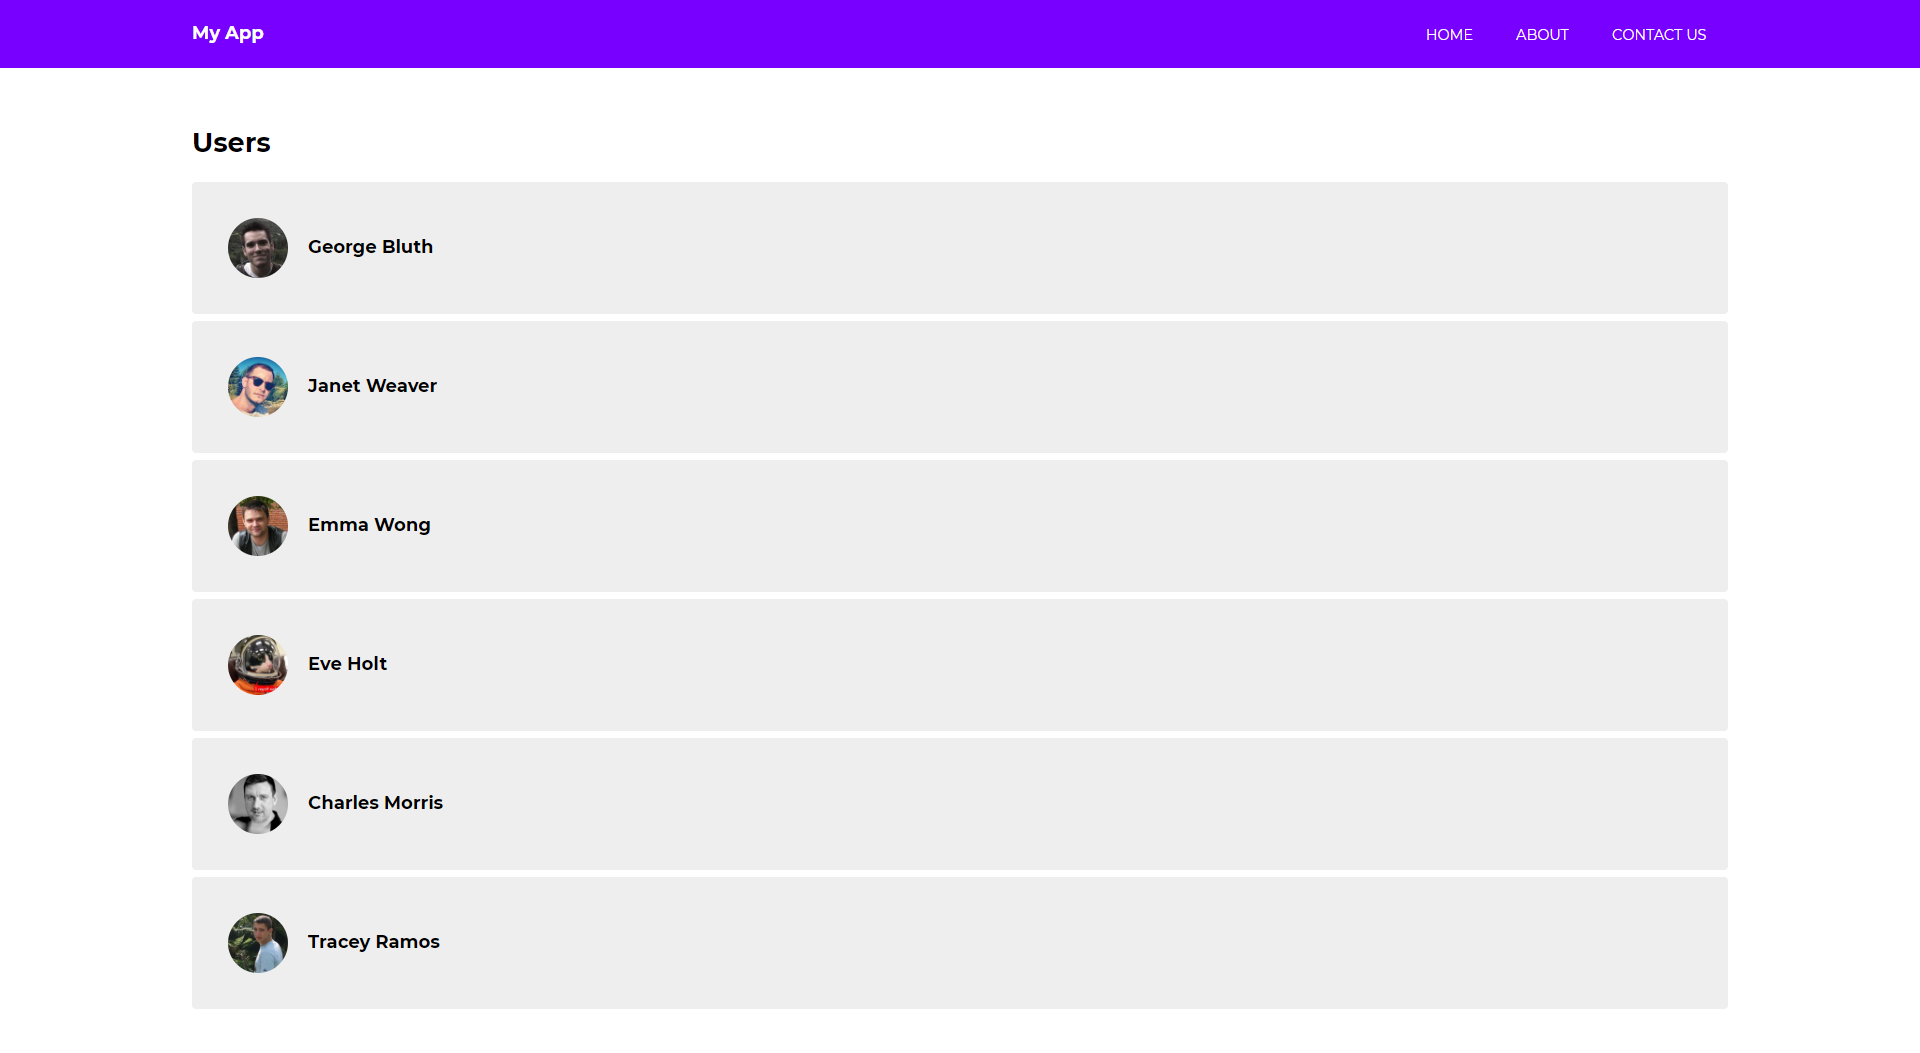 My App
HOME ABOUT CONTACT US
Users
George Bluth
Janet Weaver
Emma Wong
Eve Holt
Charles Morris
Tracey Ramos